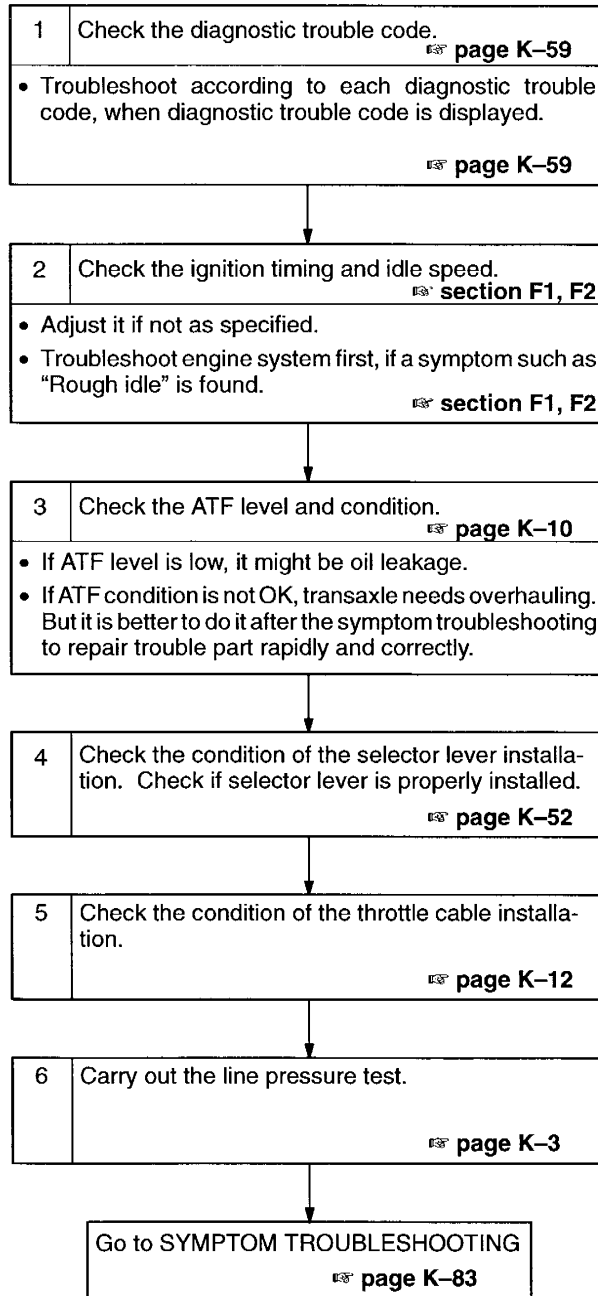 1 Check the diagnostic trouble code.
☞ page K–59
• Troubleshoot according to each diagnostic trouble
code, when diagnostic trouble code is displayed.
☞ page K–59
2 Check the ignition timing and idle speed.
☞ section F1, F2
• Adjust it if not as specified.
• Troubleshoot engine system first, if a symptom such as
“Rough idle” is found.
☞ section F1, F2
3 Check the ATF level and condition.
☞ page K–10
• If ATF level is low, it might be oil leakage.
• If ATF condition is not OK, transaxle needs overhauling.
But it is better to do it after the symptom troubleshooting
to repair trouble part rapidly and correctly.
4 Check the condition of the selector lever installa-
tion. Check if selector lever is properly installed.
☞ page K–52
5 Check the condition of the throttle cable installa-
tion.
☞ page K–12
6 Carry out the line pressure test.
☞ page K–3
Go to SYMPTOM TROUBLESHOOTING
☞ page K–83